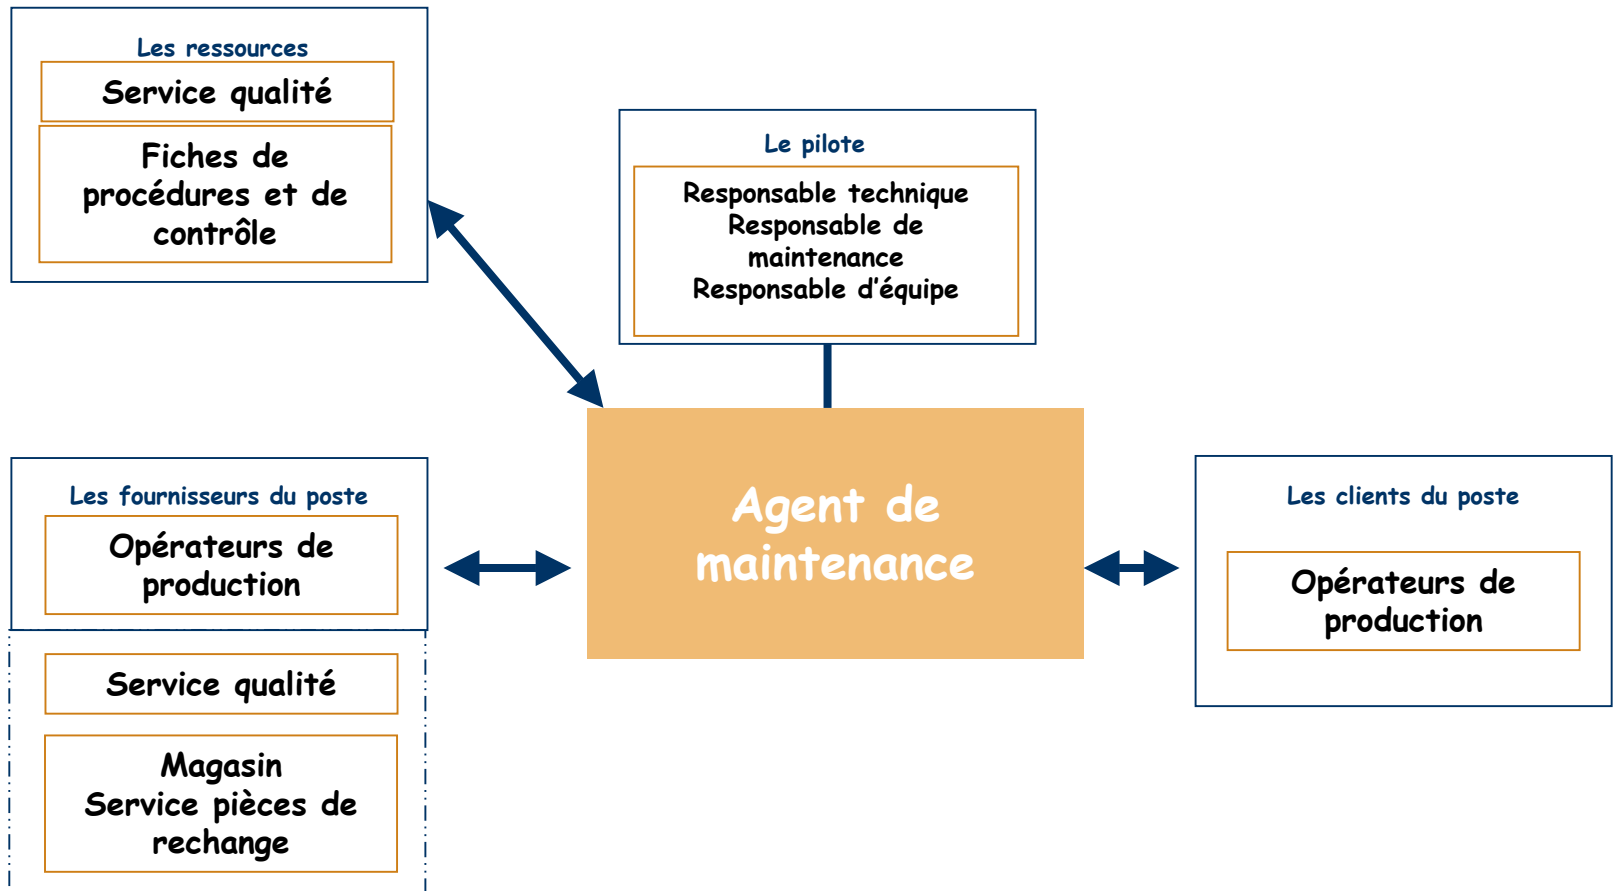 Les ressources
Service qualité
Fiches de
procédures et de
contrôle
Le pilote
Responsable technique
Responsable de
maintenance
Responsable d'équipe
Agent de
maintenance
Les fournisseurs du poste
Opérateurs de
production
Service qualité
Magasin
Service pièces de
rechange
Les clients du poste
Opérateurs de
production